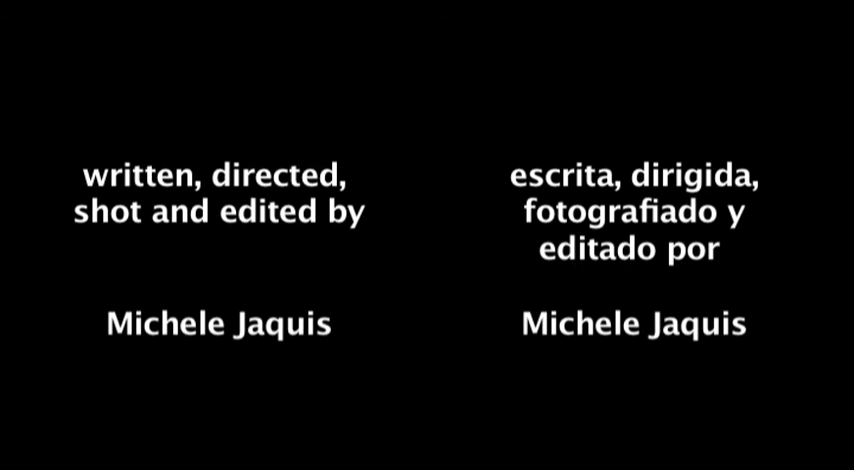 written, directed,
shot and edited by
Michele Jaquis
escrita, dirigida,
fotografiado y
editado por
Michele Jaquis